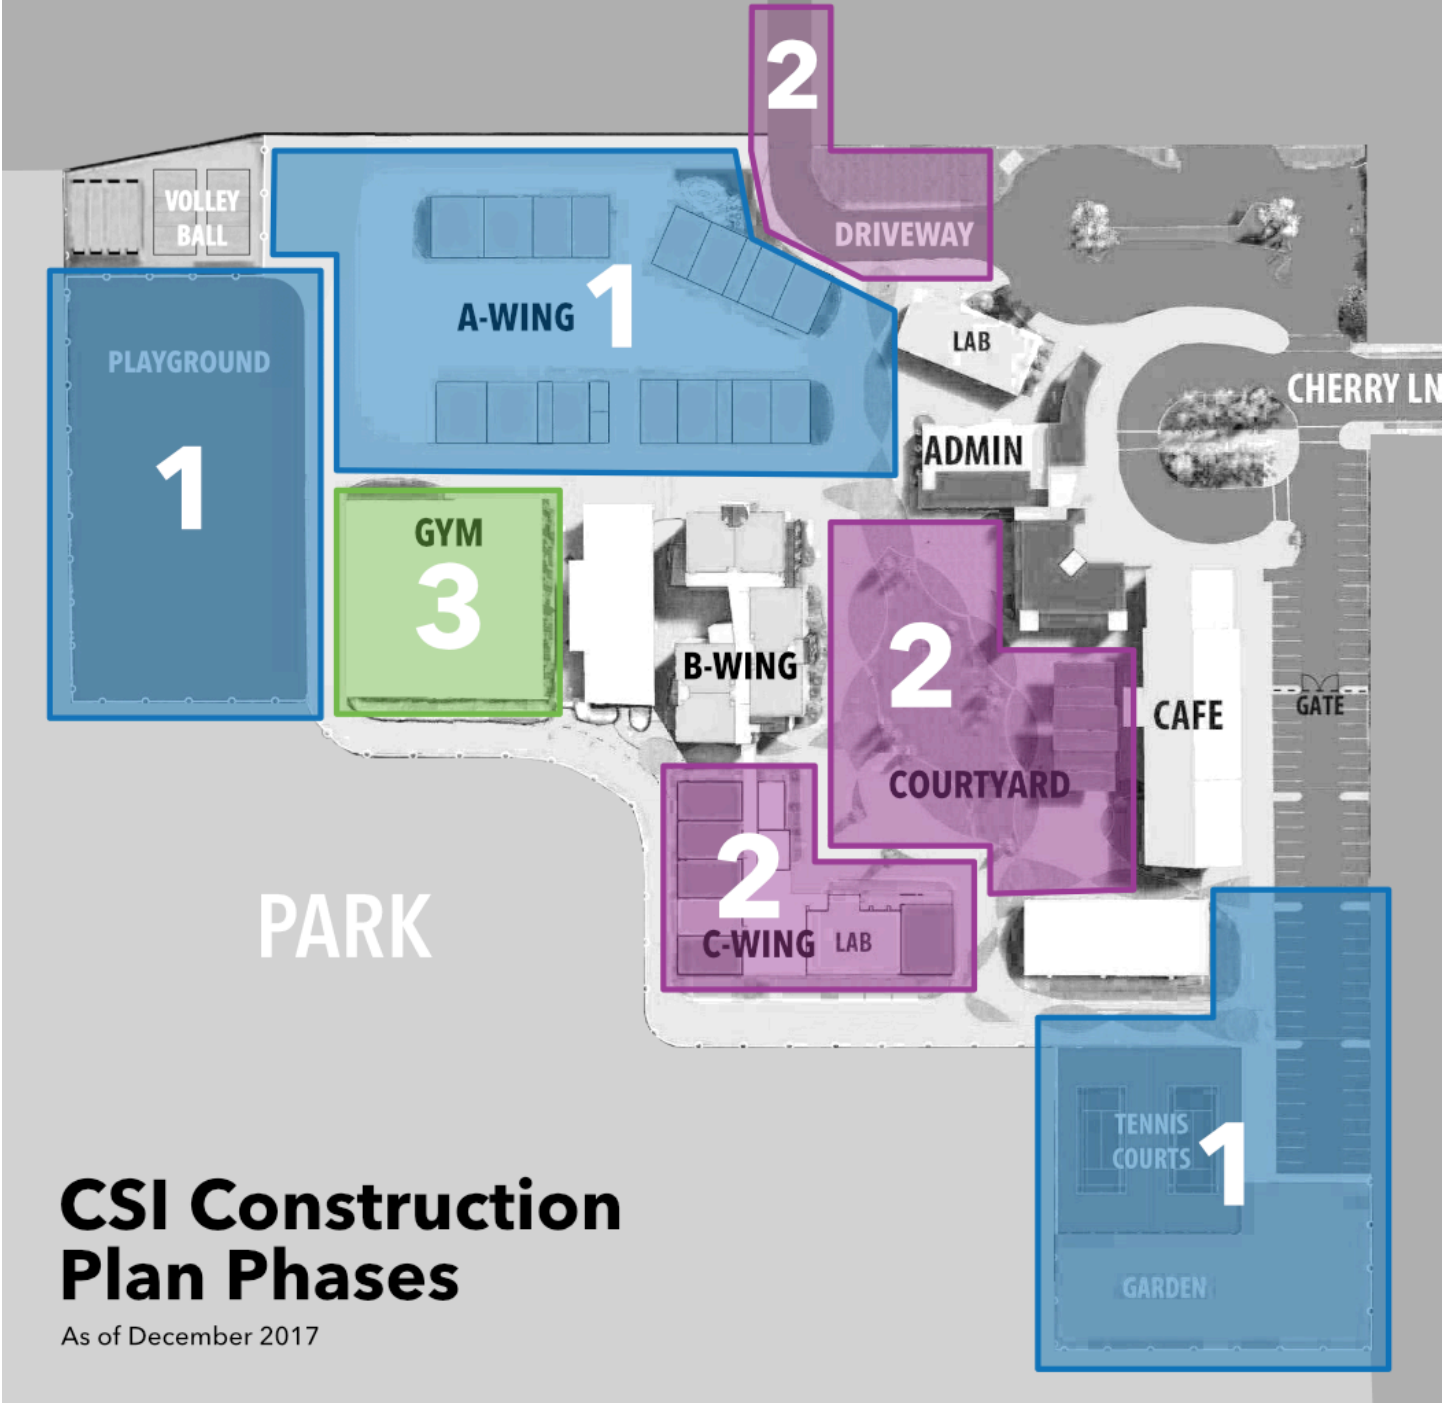 2
VOLLEY
BALL
DRIVEWAY
A-WING
1
LAB
PLAYGROUND
CHERRY LN
ADMIN
1
GYM
3
2
B-WING
CAFE
GATE
COURTYARD
2
C-WING
LAB
PARK
TENNIS
COURTS
1
GARDEN
CSI Construction
Plan Phases
As of December 2017